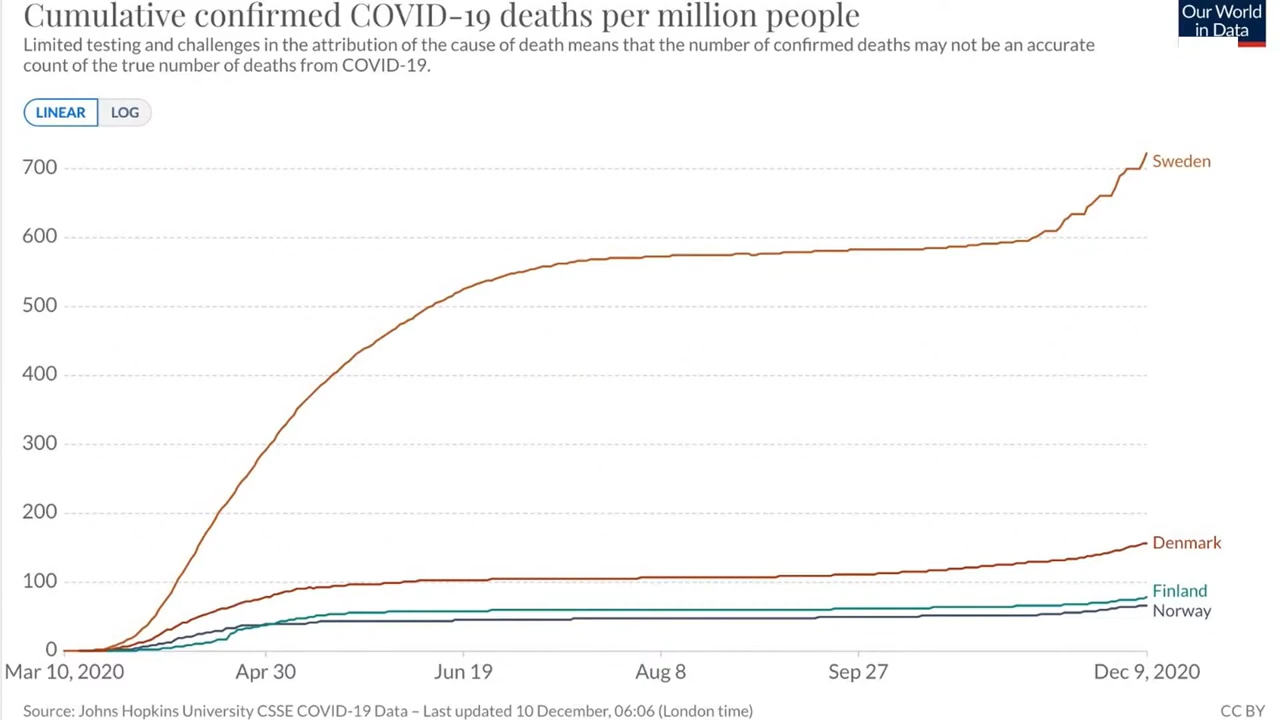 Cumulative confirmed COVID-19 deaths per million people
Our World
in Data
Limited testing and challenges in the attribution of the cause of death means that the number of confirmed deaths may not be an accurate
count of the true number of deaths from COVID-19.
LINEAR LOG
700
Sweden
600
500
400
300
200
Denmark
100
Finland
Norway
0
Mar 10, 2020 Apr 30 Jun 19 Aug 8 Sep 27 Dec 9, 2020
Source: Johns Hopkins University CSSE COVID-19 Data – Last updated 10 December, 06:06 (London time) CC BY